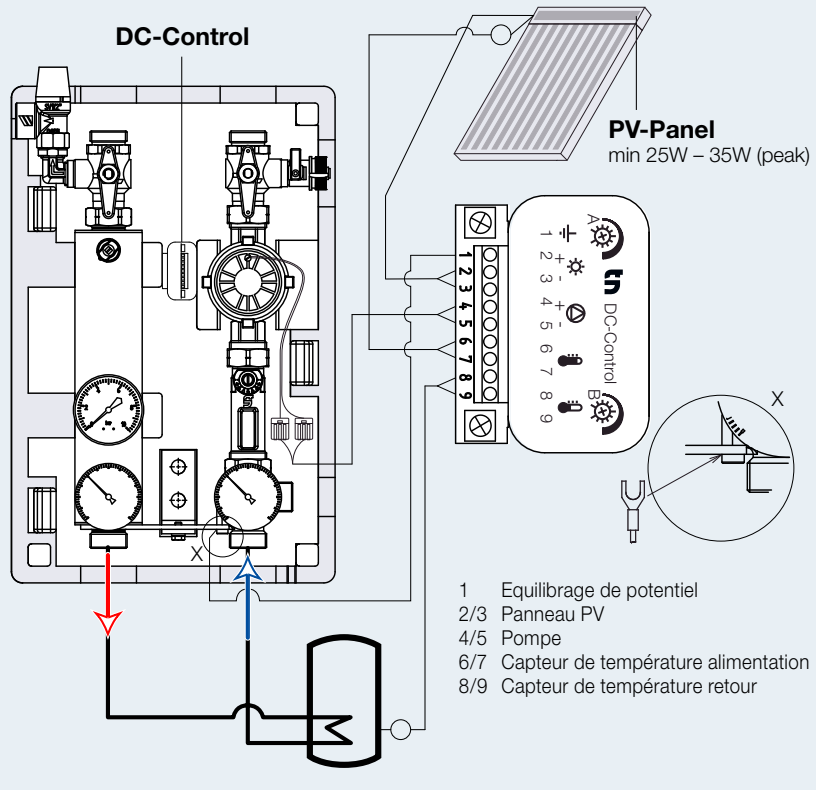 DC-Control
PV-Panel
min 25W – 35W (peak)
1
2
3
4
5
6
7
8
9
1
2 +
3 -
4 +
5 -
6
7
8
9
A
B
DC-Control
X
X
bar
1 Equilibrage de potentiel
2/3 Panneau PV
4/5 Pompe
6/7 Capteur de température alimentation
8/9 Capteur de température retour